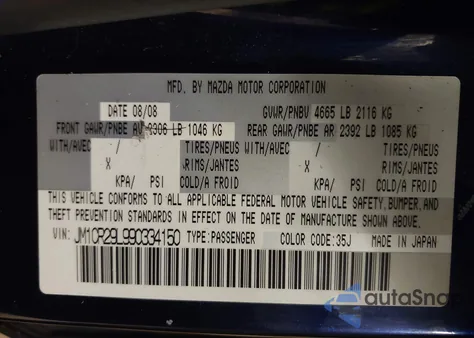 MFD. BY MAZDA MOTOR CORPORATION
DATE 08/08 GVWR/PNBV 4665 LB 2116 KG
FRONT GAWR/PNBE AV 2306 LB 1046 KG REAR GAWR/PNBE AR 2392 LB 1085 KG
WITH/AVEC / TIRES/PNEUS WITH/AVEC / TIRES/PNEUS
X RIMS/JANTES X RIMS/JANTES
KPA/ PSI COLD/A FROID KPA/ PSI COLD/A FROID
THIS VEHICLE CONFORMS TO ALL APPLICABLE FEDERAL MOTOR VEHICLE SAFETY, BUMPER, AND
THEFT PREVENTION STANDARDS IN EFFECT ON THE DATE OF MANUFACTURE SHOWN ABOVE.
VIN: JM1CR29L990334150 TYPE:PASSENGER COLOR CODE:35J MADE IN JAPAN
autaSnap